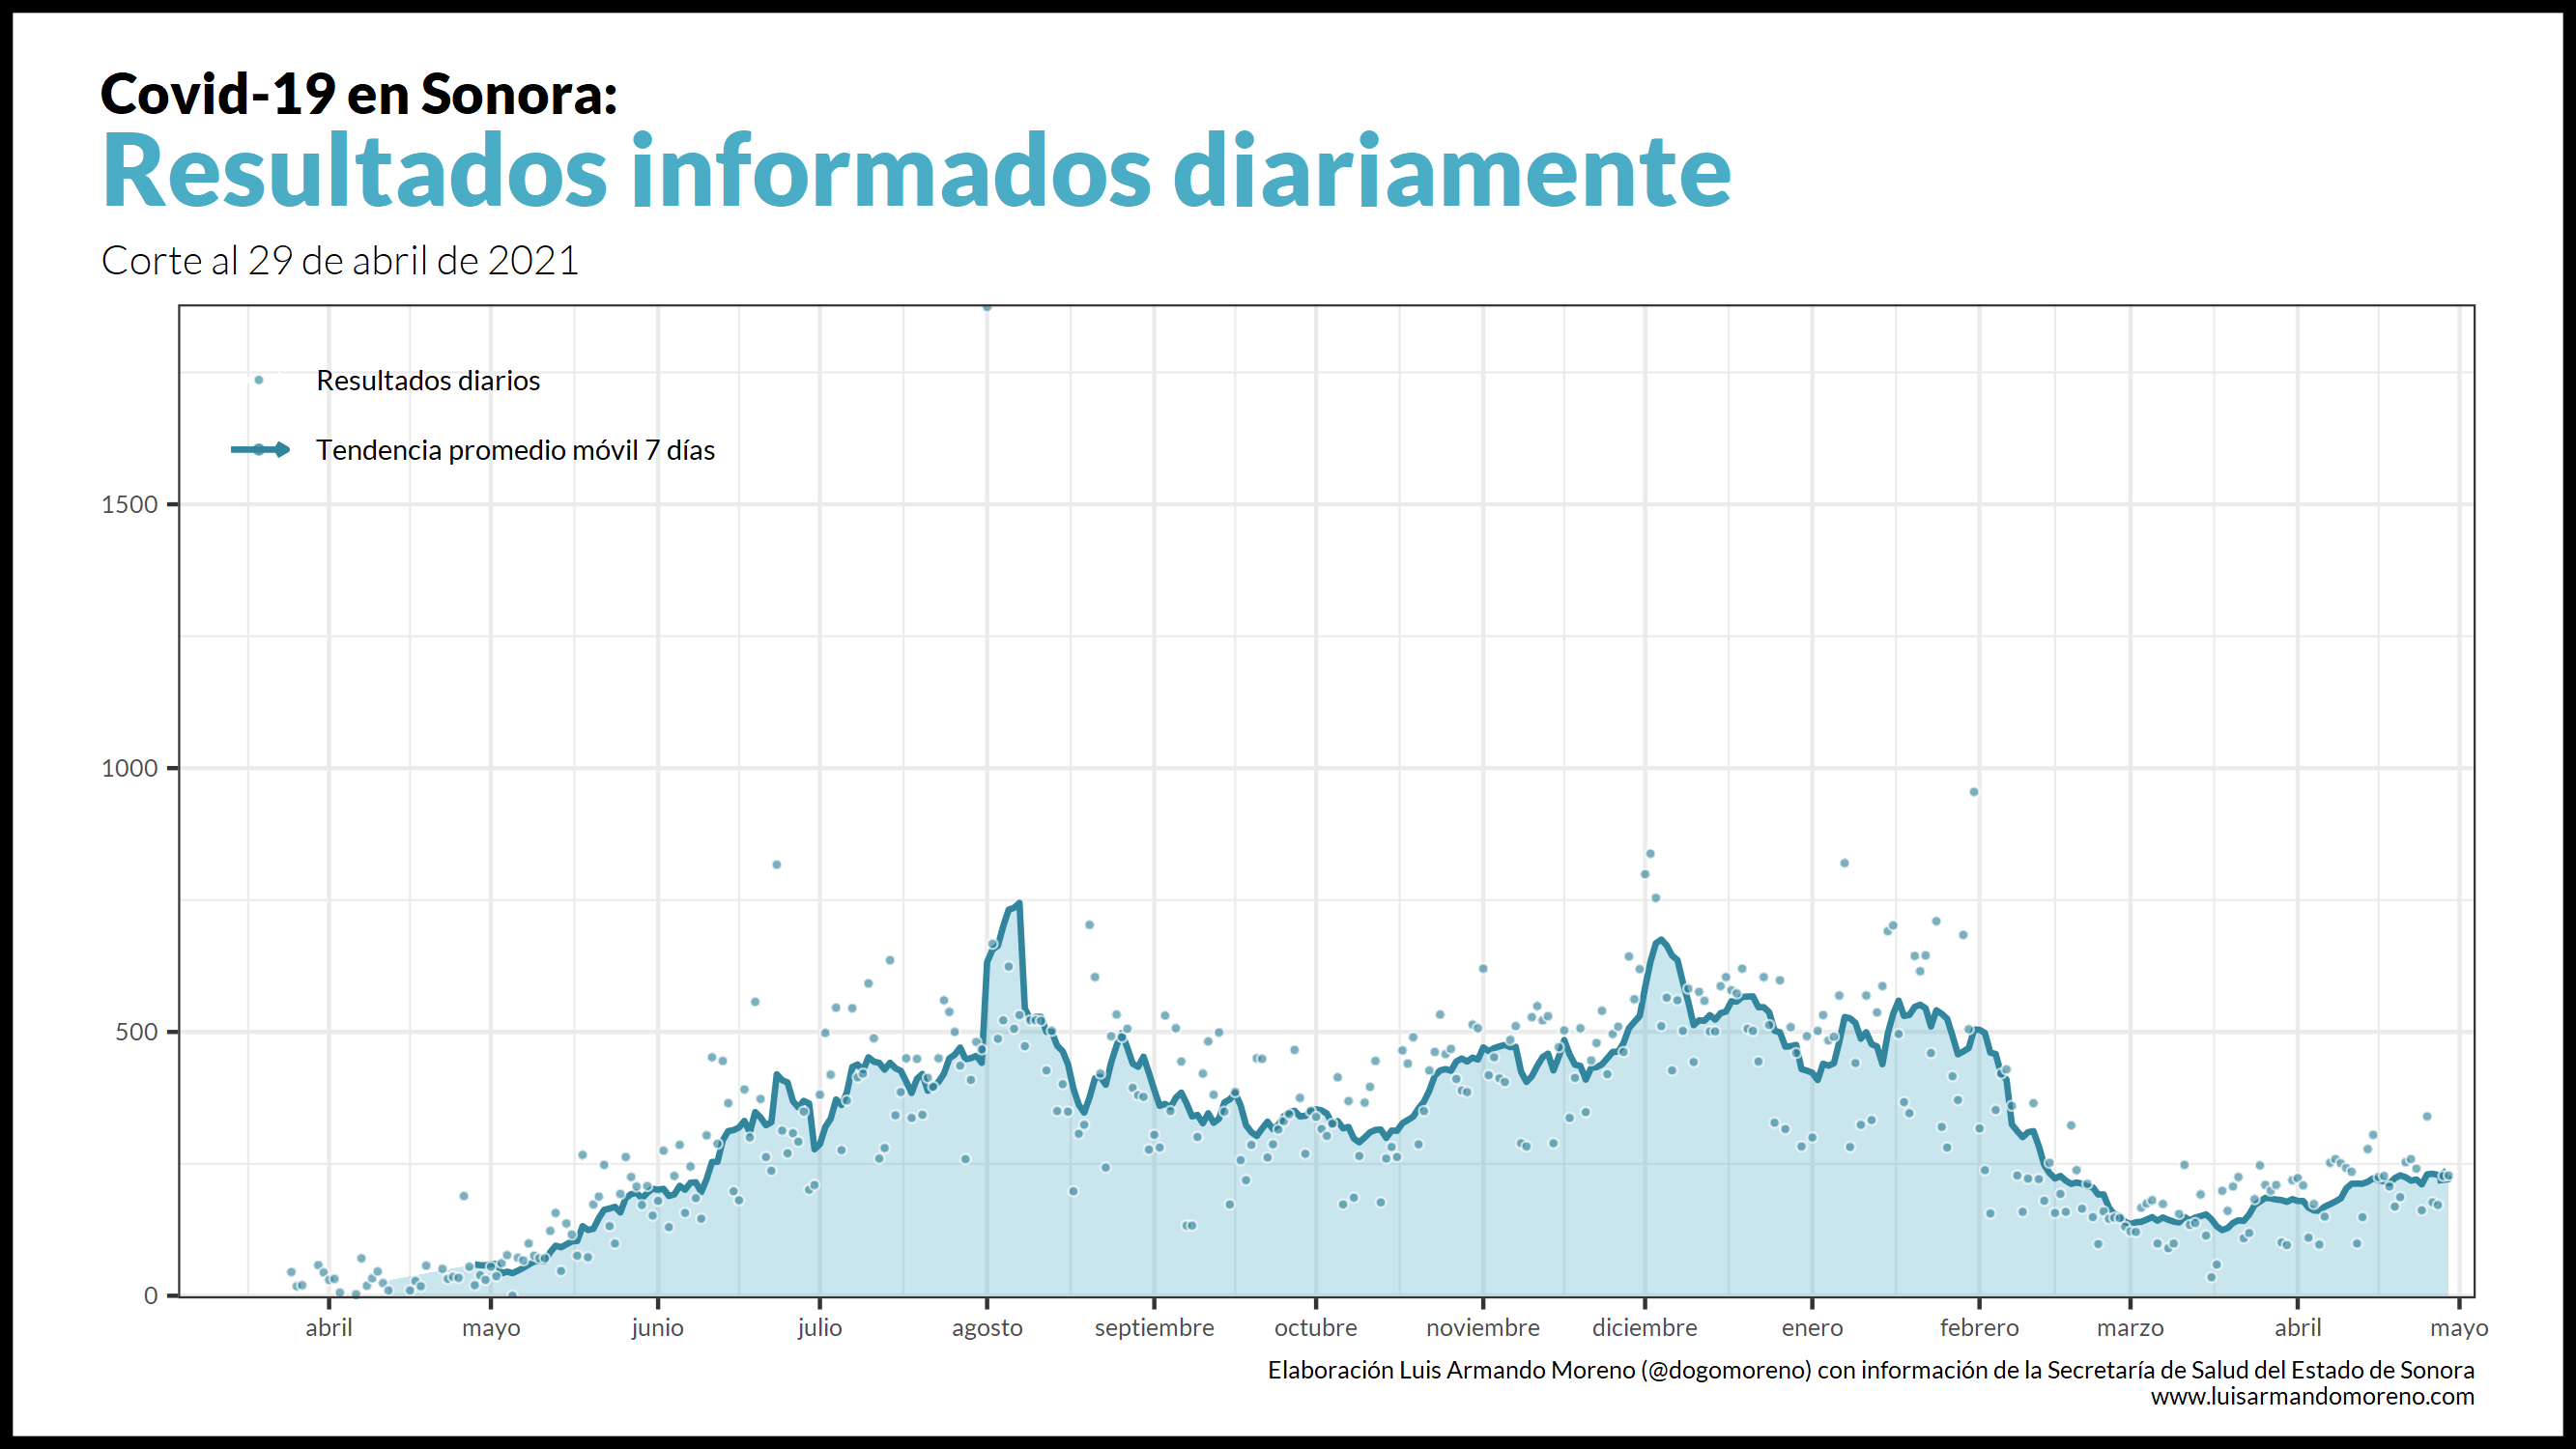 Covid-19 en Sonora:
Resultados informados diariamente
Corte al 29 de abril de 2021
Resultados diarios
Tendencia promedio móvil 7 días
1500
1000
500
0
abril mayo junio julio agosto septiembre octubre noviembre diciembre enero febrero marzo abril mayo
Elaboración Luis Armando Moreno (@dogomoreno) con información de la Secretaría de Salud del Estado de Sonora
www.luisarmandomoreno.com